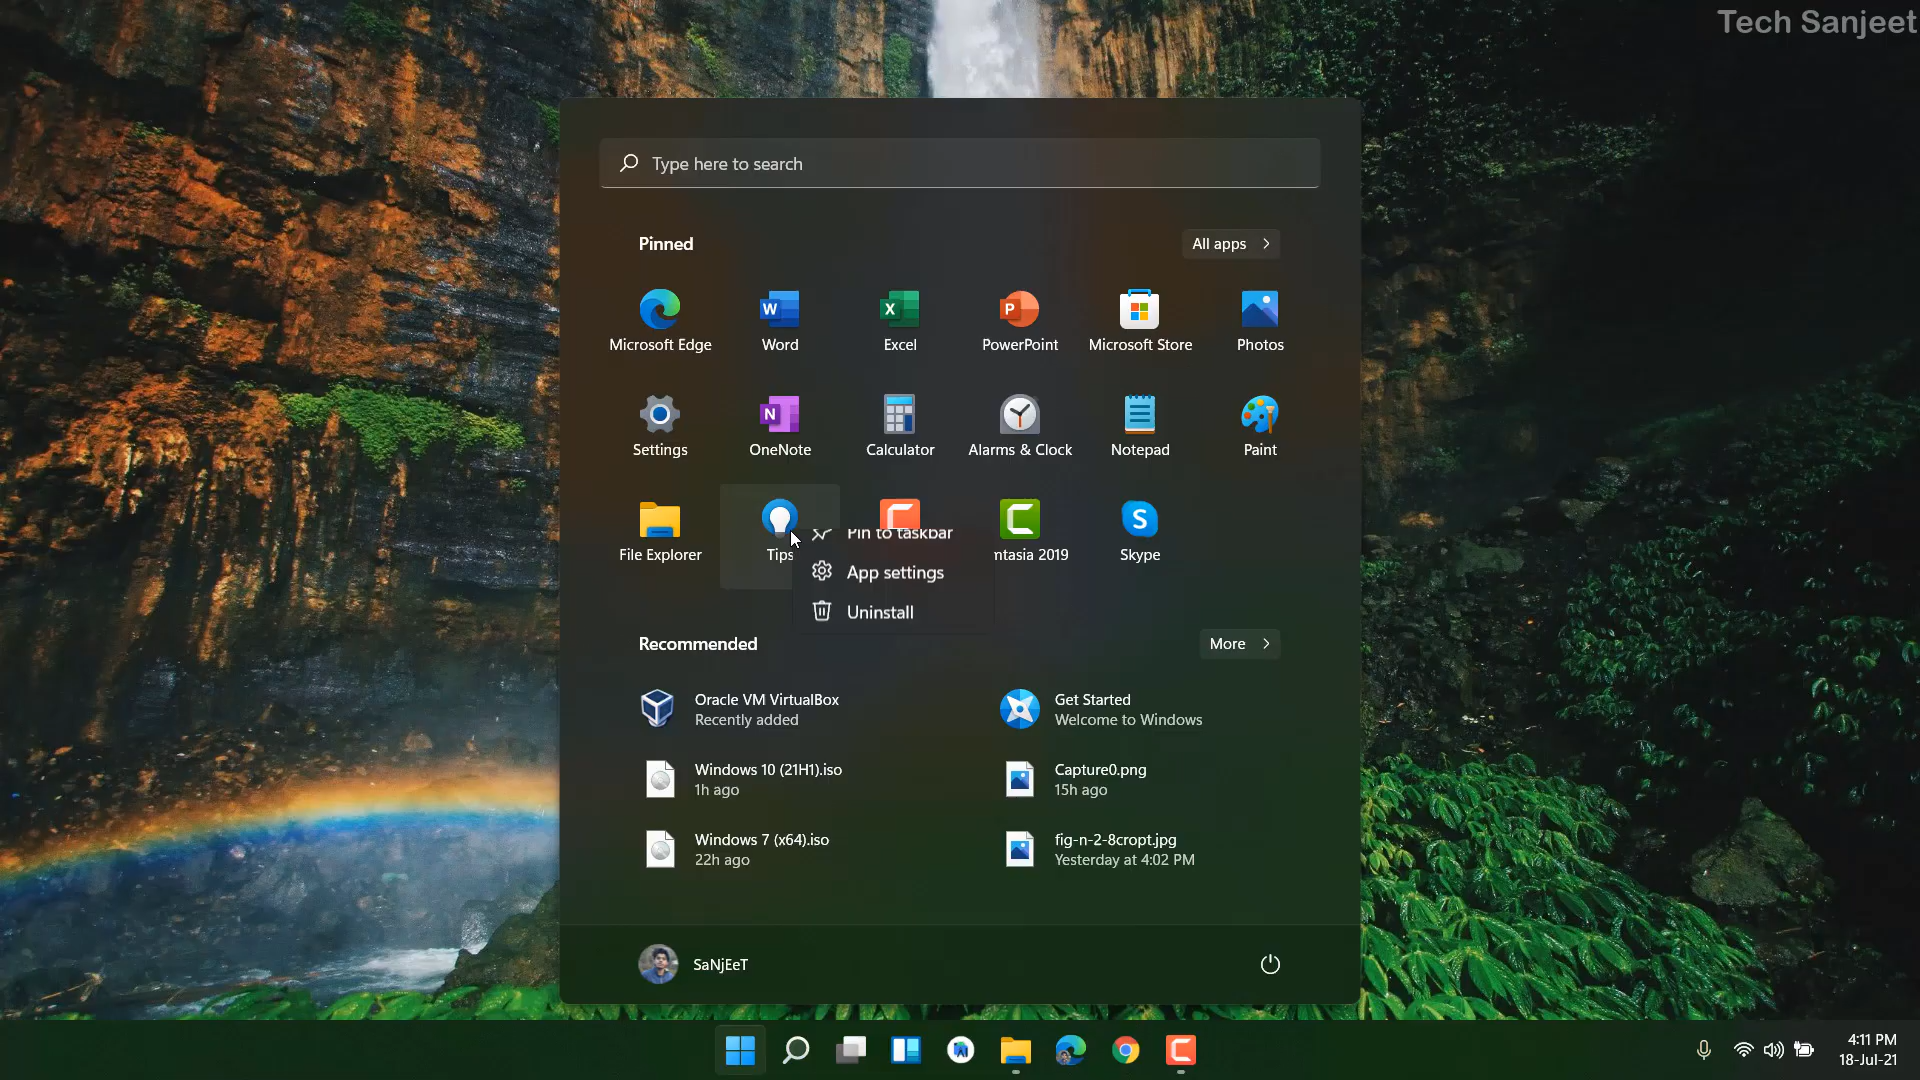 Tech Sanjeet
Type here to search
Pinned
All apps
Microsoft Edge
Word
Excel
PowerPoint
Microsoft Store
Photos
Settings
OneNote
Calculator
Alarms & Clock
Notepad
Paint
File Explorer
Tips
Pin to taskbar
ntasia 2019
Skype
App settings
Uninstall
Recommended
More
Oracle VM VirtualBox
Recently added
Get Started
Welcome to Windows
Windows 10 (21H1).iso
1h ago
Capture0.png
15h ago
Windows 7 (x64).iso
22h ago
fig-n-2-8cropt.jpg
Yesterday at 4:02 PM
SaNjEeT
4:11 PM
18-Jul-21